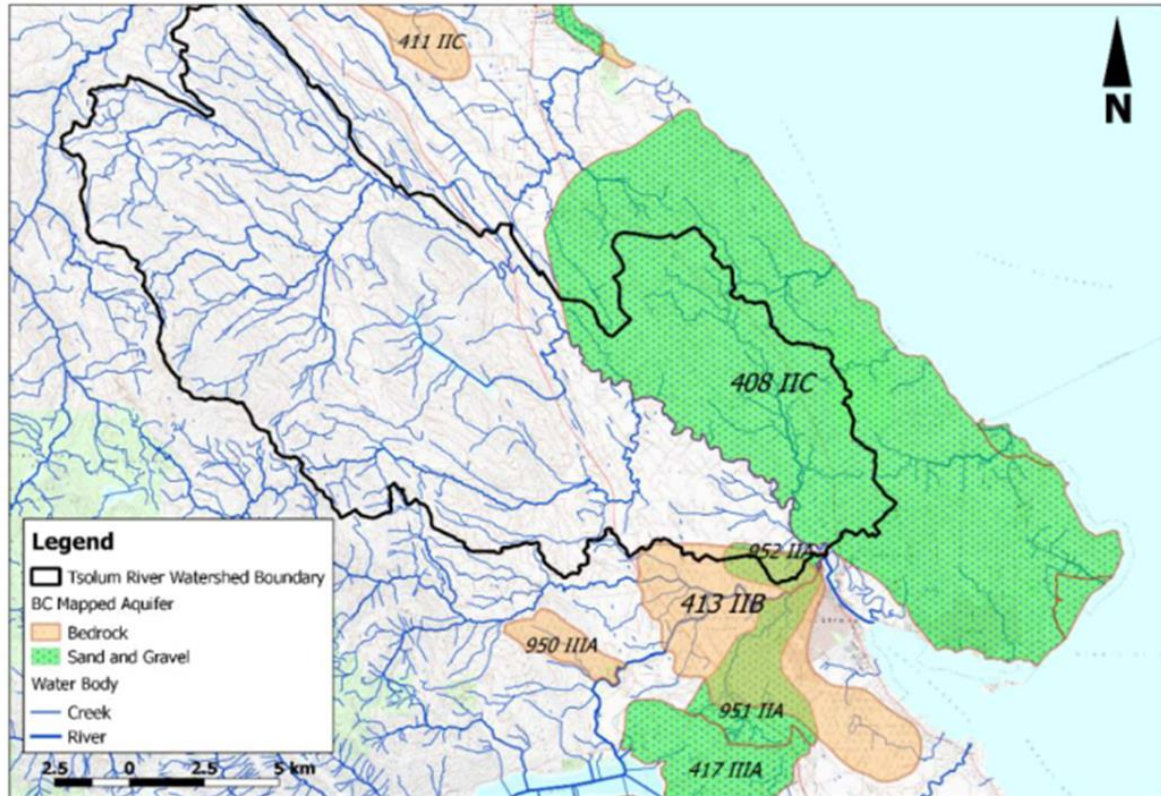 411 IIC
N
408 IIC
952 IIA
413 IIB
950 IIIA
951 IIA
417 IIIA
Legend
Tsolum River Watershed Boundary
BC Mapped Aquifer
Bedrock
Sand and Gravel
Water Body
Creek
River
2.5 0 2.5 5 km